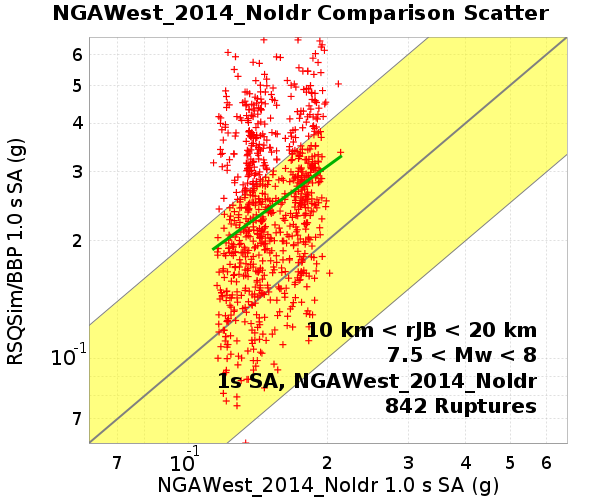 NGAWest_2014_NoIdr Comparison Scatter
RSQSim/BBP 1.0 s SA (g)
6
5
4
3
2
10-1
7
10 km < rJB < 20 km
7.5 < Mw < 8
1s SA, NGAWest_2014_NoIdr
842 Ruptures
7 10-1 2 3 4 5 6
NGAWest_2014_NoIdr 1.0 s SA (g)